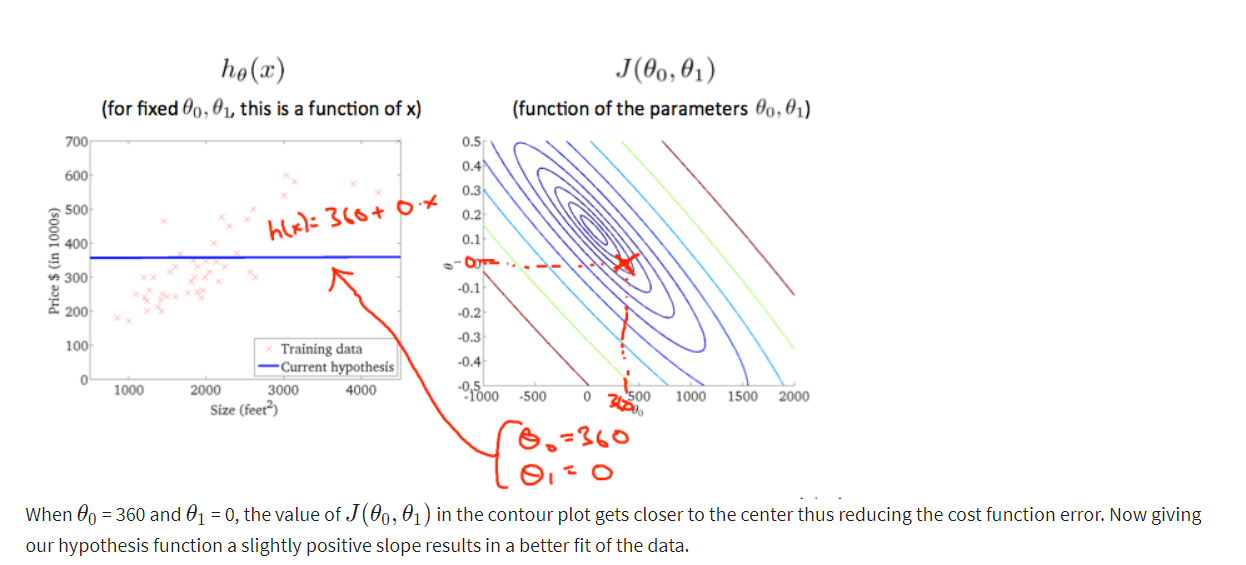 hθ(x)
(for fixed θ0, θ1, this is a function of x)
700
600
500
400
300
200
100
0
Price $ (in 1000s)
1000 2000 3000 4000
Size (feet²)
Training data
Current hypothesis
h(x) = 360 + 0·x
J(θ0, θ1)
(function of the parameters θ0, θ1)
0.5
0.4
0.3
0.2
0.1
0
-0.1
-0.2
-0.3
-0.4
-0.5
-1000 -500 0 500 1000 1500 2000
360
θ0
θ0 = 360
θ1 = 0
When θ0 = 360 and θ1 = 0, the value of J(θ0, θ1) in the contour plot gets closer to the center thus reducing the cost function error. Now giving
our hypothesis function a slightly positive slope results in a better fit of the data.